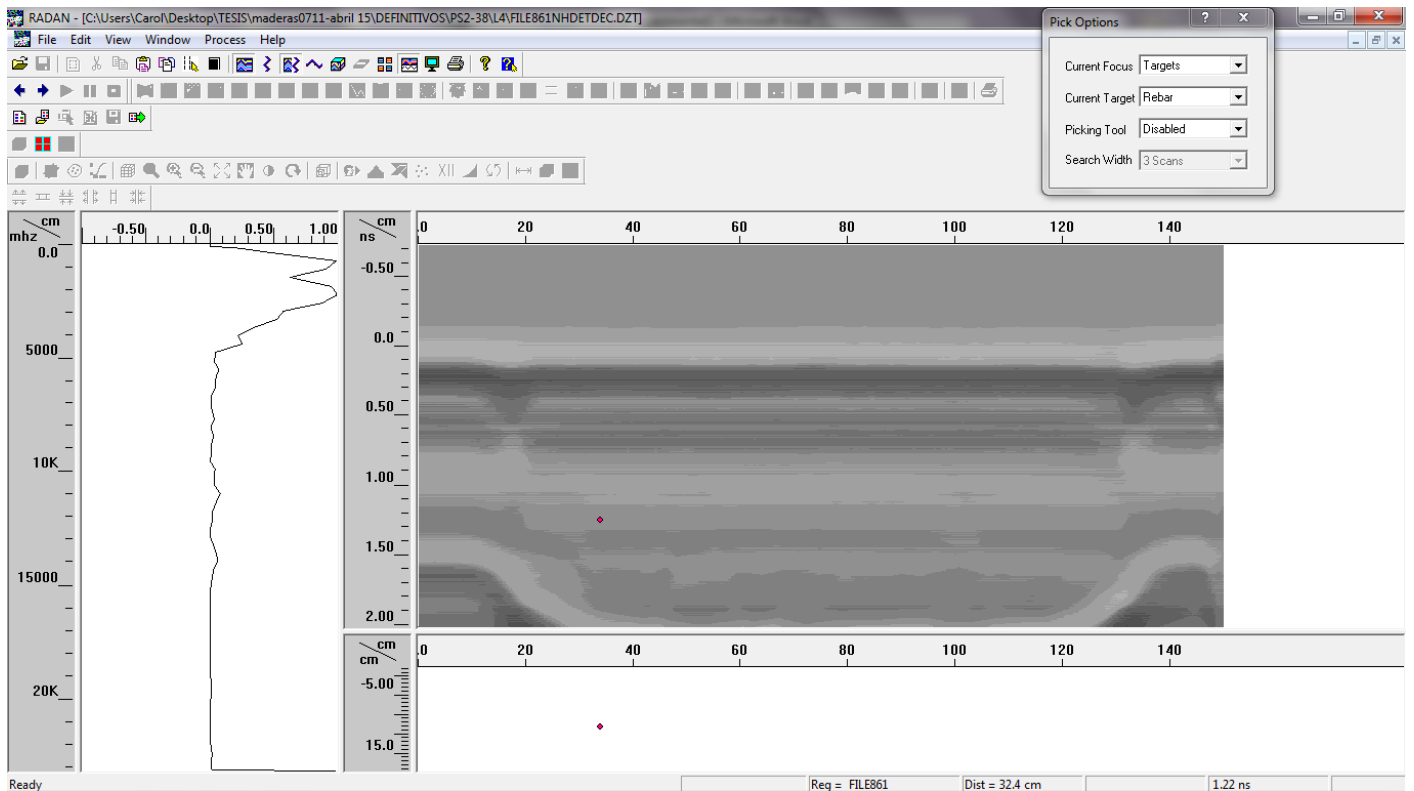 RADAN - [C:\Users\Carol\Desktop\TESIS\maderas0711-abril 15\DEFINITIVOS\PS2-38\L4\FILE861NHDETDEC.DZT]
File Edit View Window Process Help
Pick Options
Current Focus Targets
Current Target Rebar
Picking Tool Disabled
Search Width 3 Scans
XII
cm
mhz
-0.50 0.0 0.50 1.00
0.0
5000
10K
15000
20K
cm
ns
.0 20 40 60 80 100 120 140
-0.50
0.0
0.50
1.00
1.50
2.00
cm
cm
.0 20 40 60 80 100 120 140
-5.00
15.0
Ready Reg = FILE861 Dist = 32.4 cm 1.22 ns